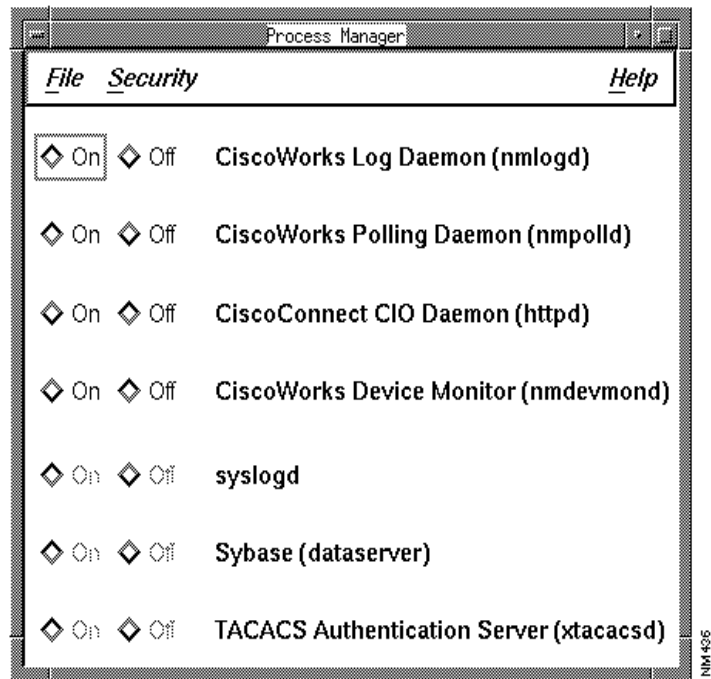 Process Manager
File Security Help
On Off CiscoWorks Log Daemon (nmlogd)
On Off CiscoWorks Polling Daemon (nmpolld)
On Off CiscoConnect CIO Daemon (httpd)
On Off CiscoWorks Device Monitor (nmdevmond)
On Off syslogd
On Off Sybase (dataserver)
On Off TACACS Authentication Server (xtacacsd)
NM436